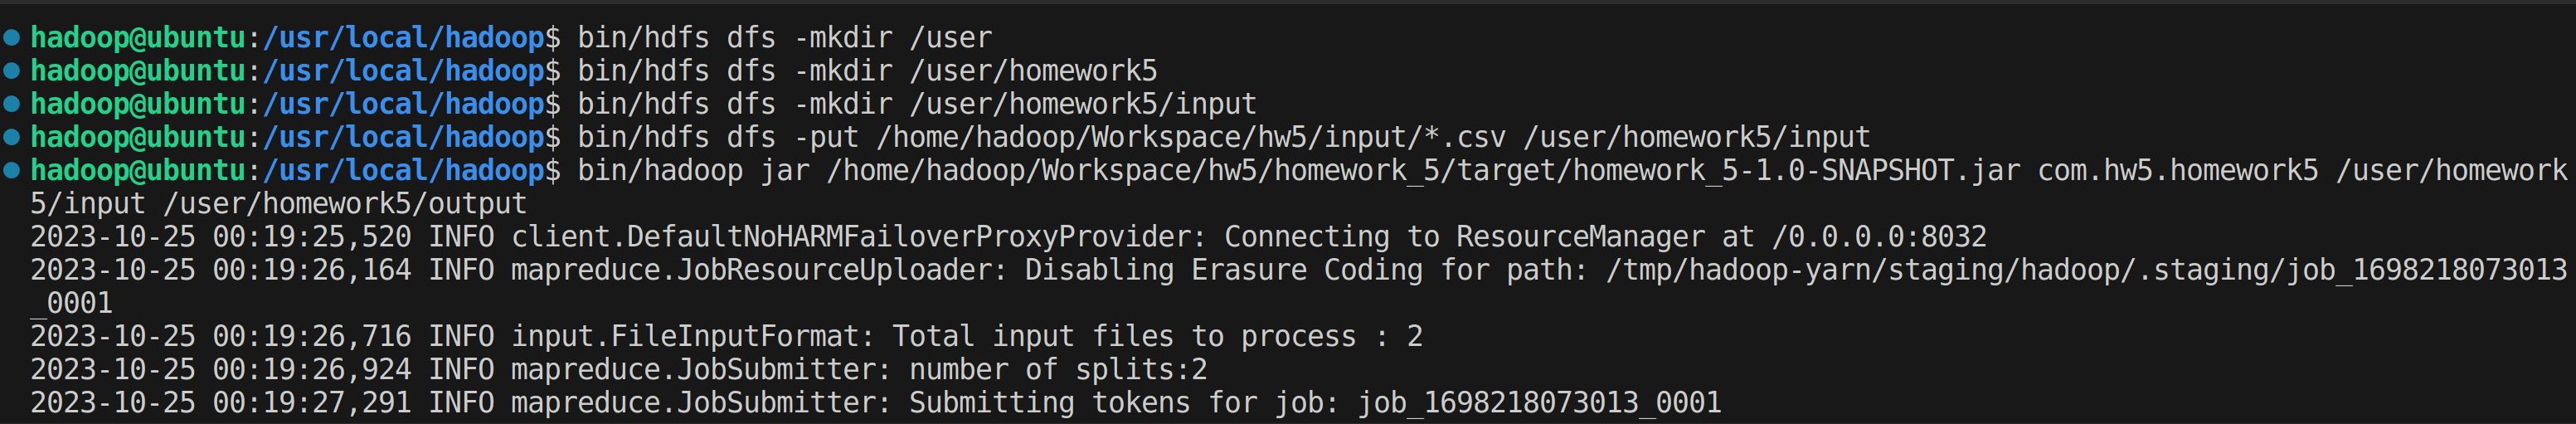 hadoop@ubuntu:/usr/local/hadoop$ bin/hdfs dfs -mkdir /user
hadoop@ubuntu:/usr/local/hadoop$ bin/hdfs dfs -mkdir /user/homework5
hadoop@ubuntu:/usr/local/hadoop$ bin/hdfs dfs -mkdir /user/homework5/input
hadoop@ubuntu:/usr/local/hadoop$ bin/hdfs dfs -put /home/hadoop/Workspace/hw5/input/*.csv /user/homework5/input
hadoop@ubuntu:/usr/local/hadoop$ bin/hadoop jar /home/hadoop/Workspace/hw5/homework_5/target/homework_5-1.0-SNAPSHOT.jar com.hw5.homework5 /user/homework
5/input /user/homework5/output
2023-10-25 00:19:25,520 INFO client.DefaultNoHARMFailoverProxyProvider: Connecting to ResourceManager at /0.0.0.0:8032
2023-10-25 00:19:26,164 INFO mapreduce.JobResourceUploader: Disabling Erasure Coding for path: /tmp/hadoop-yarn/staging/hadoop/.staging/job_1698218073013
_0001
2023-10-25 00:19:26,716 INFO input.FileInputFormat: Total input files to process : 2
2023-10-25 00:19:26,924 INFO mapreduce.JobSubmitter: number of splits:2
2023-10-25 00:19:27,291 INFO mapreduce.JobSubmitter: Submitting tokens for job: job_1698218073013_0001